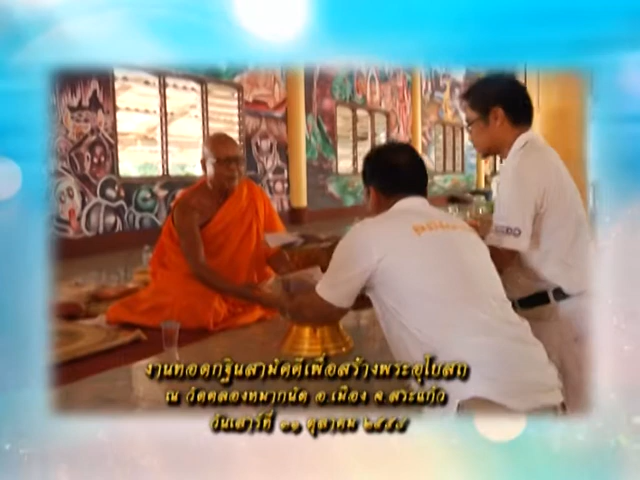 งานทอดกฐินสามัคคีเพื่อสร้างพระอุโบสถ
ณ วัดคลองหมากนัด อ.เมือง จ.สระแก้ว
วันเสาร์ที่ ตุลาคม